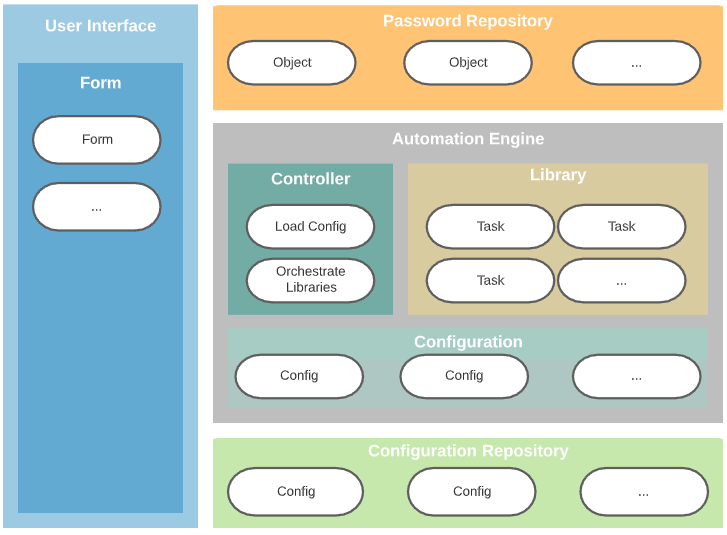 User Interface
Form
Form
...
Password Repository
Object
Object
...
Automation Engine
Controller
Load Config
Orchestrate
Libraries
Library
Task
Task
Task
...
Configuration
Config
Config
...
Configuration Repository
Config
Config
...